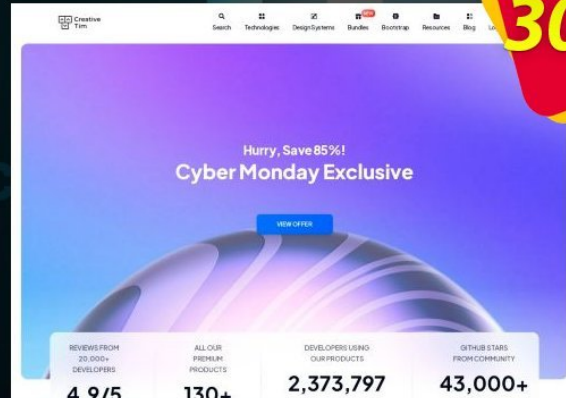 Creative
Tim
Search Technologies Design Systems Bundles Bootstrap Resources Blog
30
Hurry, Save 85%!
Cyber Monday Exclusive
VIEW OFFER
REVIEWS FROM
20,000+
DEVELOPERS
4.9/5
ALL OUR
PREMIUM
PRODUCTS
130+
DEVELOPERS USING
OUR PRODUCTS
2,373,797
GITHUB STARS
FROM COMMUNITY
43,000+